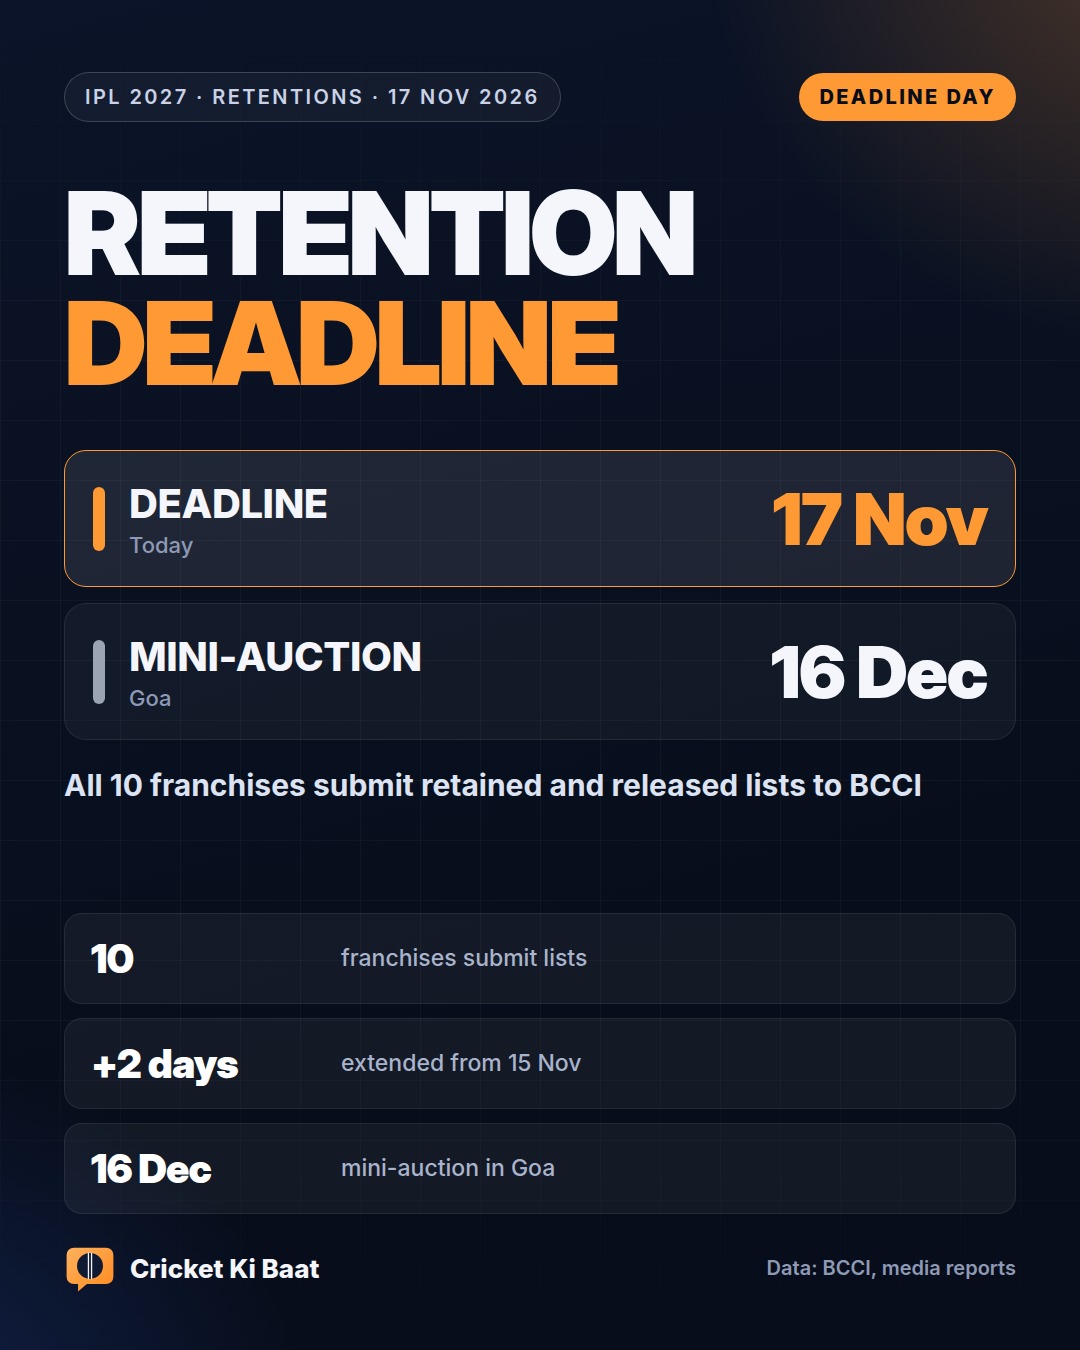 IPL 2027 · RETENTIONS · 17 NOV 2026
DEADLINE DAY
RETENTION
DEADLINE
DEADLINE
Today
17 Nov
MINI-AUCTION
Goa
16 Dec
All 10 franchises submit retained and released lists to BCCI
10
franchises submit lists
+2 days
extended from 15 Nov
16 Dec
mini-auction in Goa
Cricket Ki Baat
Data: BCCI, media reports